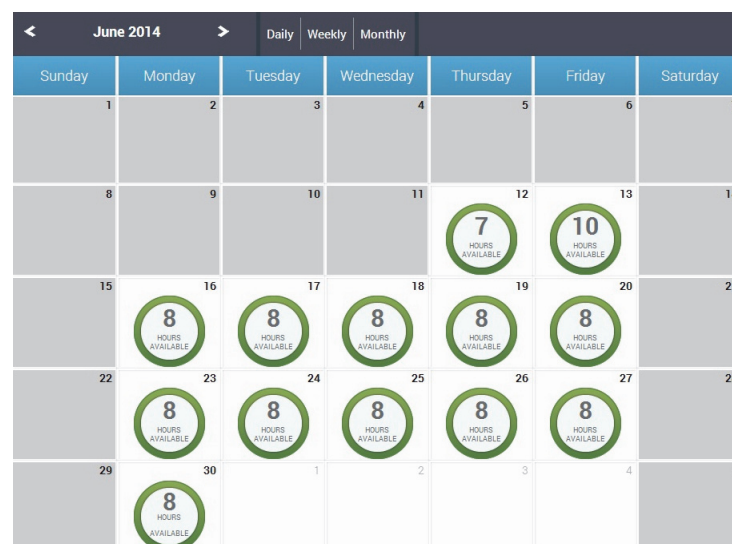 < June 2014 > Daily Weekly Monthly
Sunday Monday Tuesday Wednesday Thursday Friday Saturday
1 2 3 4 5 6
8 9 10 11 12 13
7 10
HOURS HOURS
AVAILABLE AVAILABLE
15 16 17 18 19 20
8 8 8 8 8
HOURS HOURS HOURS HOURS HOURS
AVAILABLE AVAILABLE AVAILABLE AVAILABLE AVAILABLE
22 23 24 25 26 27
8 8 8 8 8
HOURS HOURS HOURS HOURS HOURS
AVAILABLE AVAILABLE AVAILABLE AVAILABLE AVAILABLE
29 30 1 2 3 4
8
HOURS
AVAILABLE